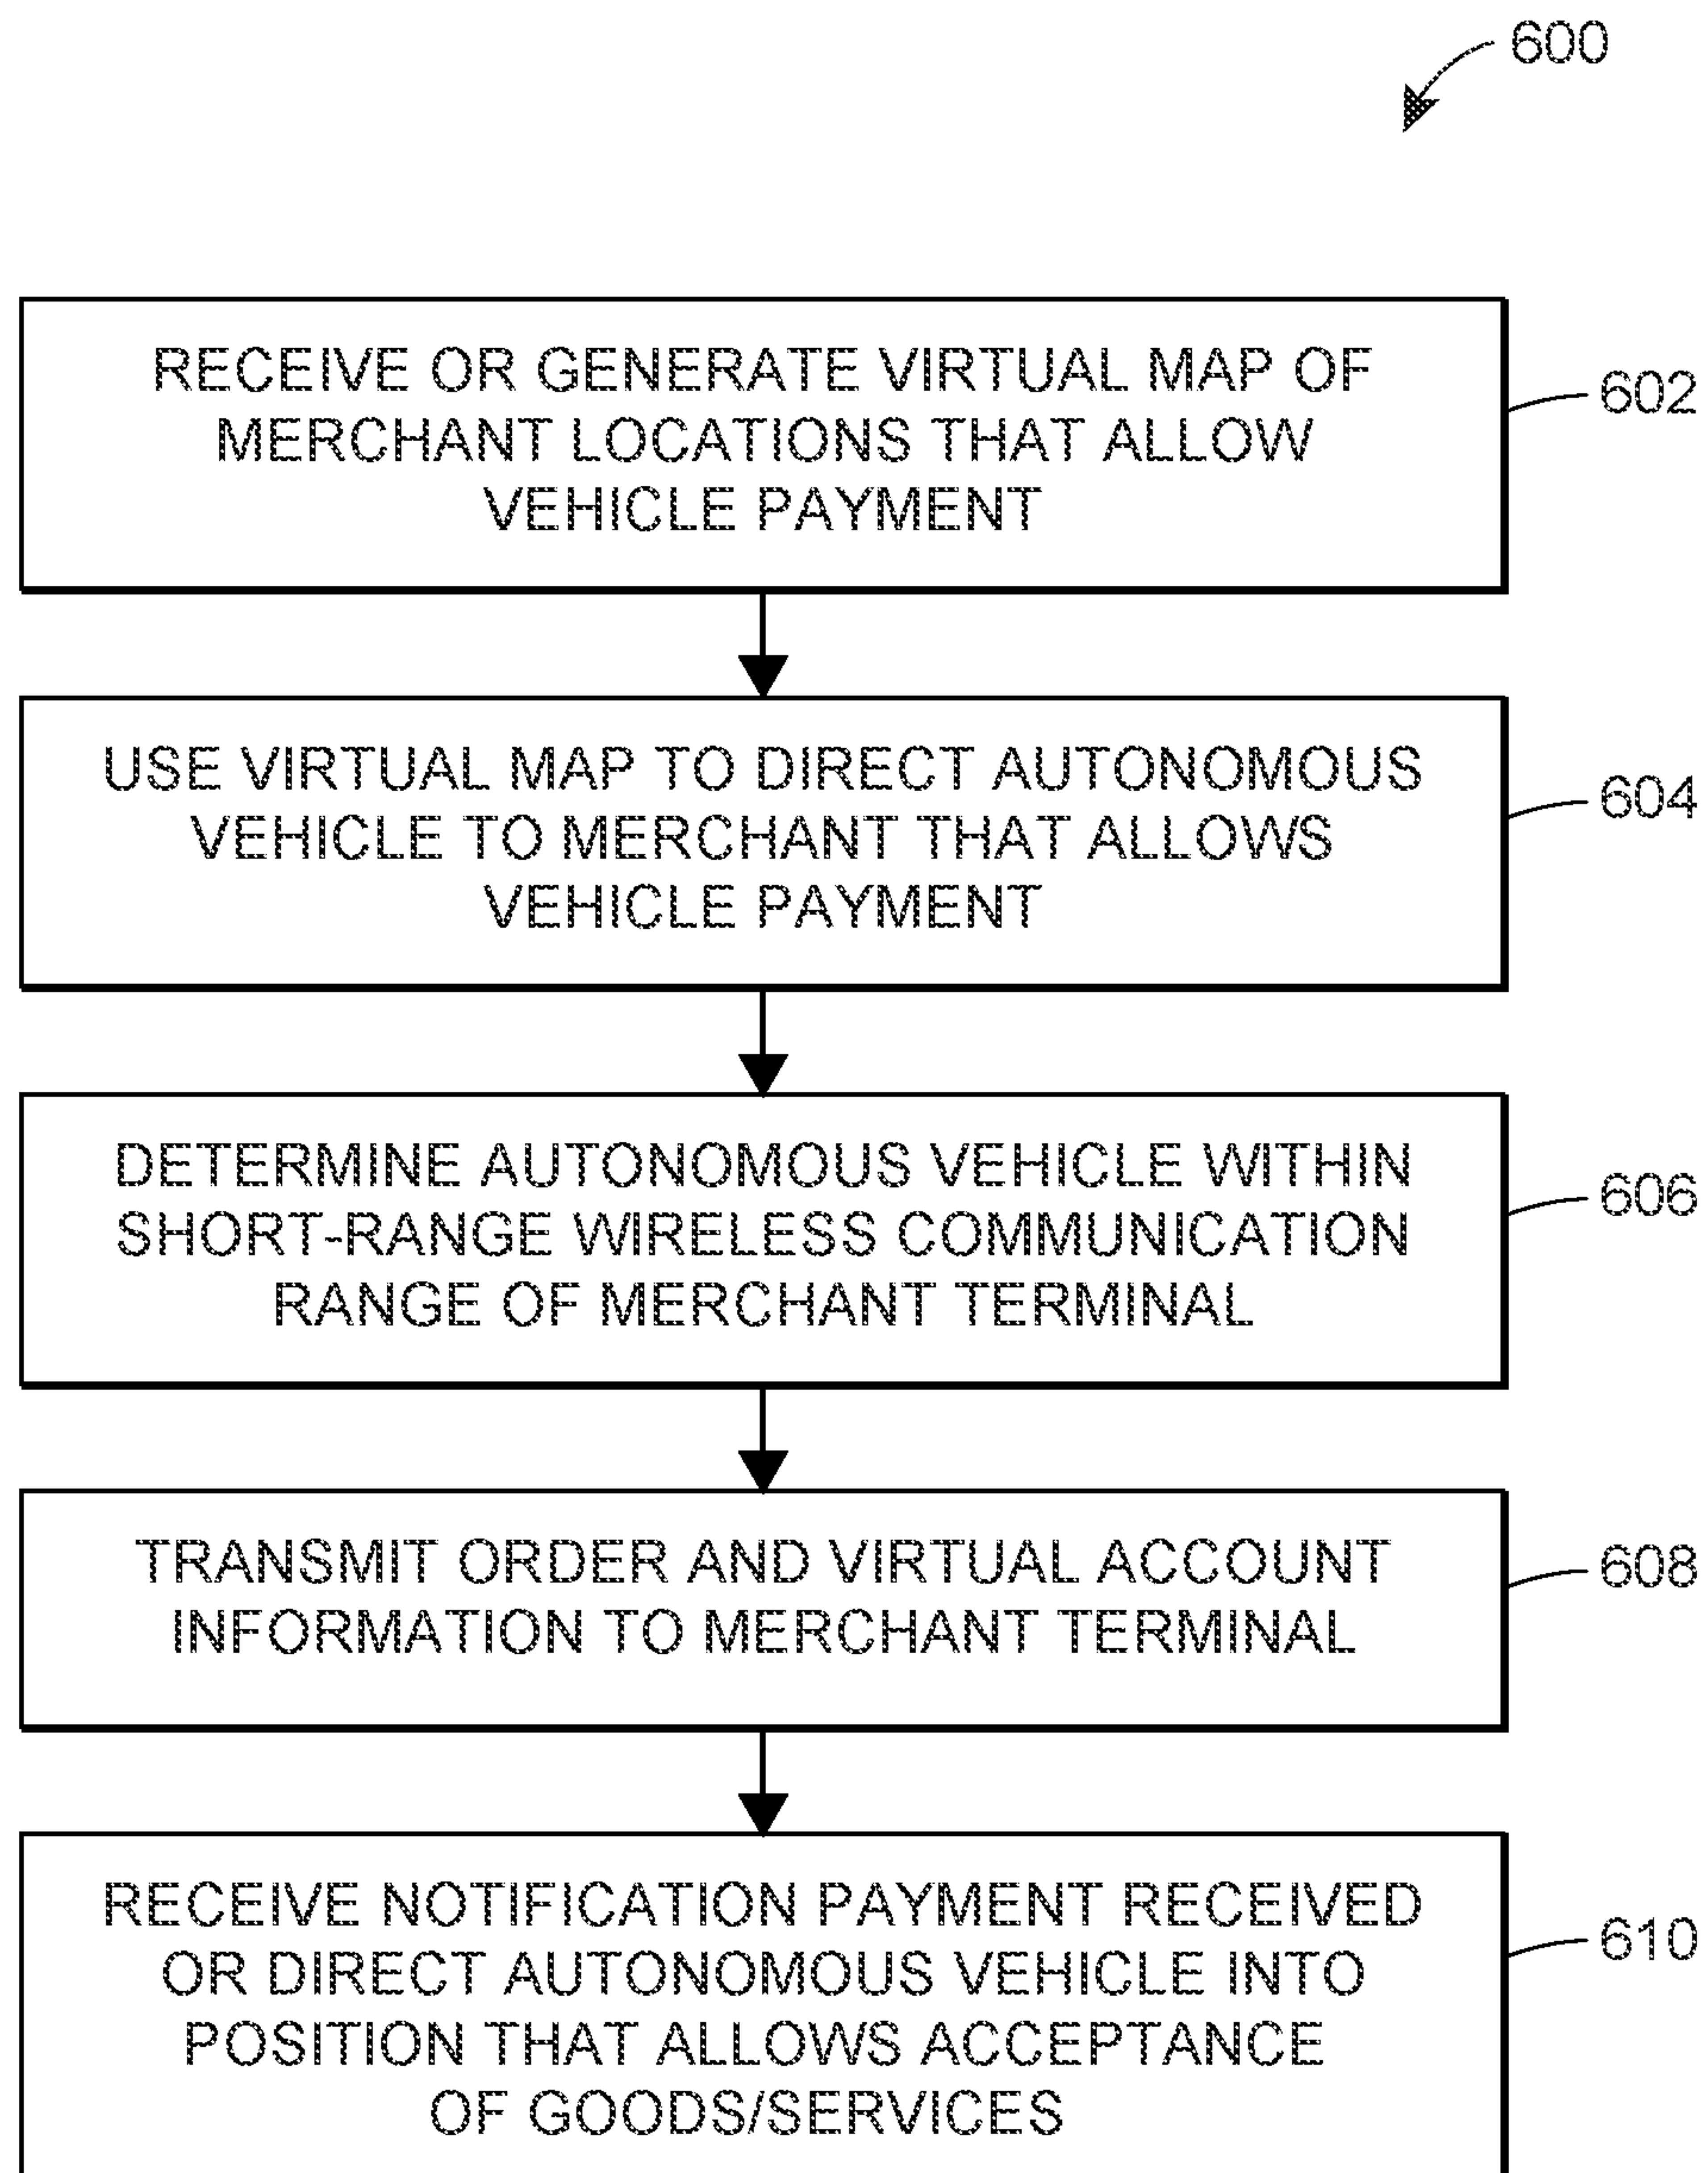 600
RECEIVE OR GENERATE VIRTUAL MAP OF
MERCHANT LOCATIONS THAT ALLOW
VEHICLE PAYMENT
602
USE VIRTUAL MAP TO DIRECT AUTONOMOUS
VEHICLE TO MERCHANT THAT ALLOWS
VEHICLE PAYMENT
604
DETERMINE AUTONOMOUS VEHICLE WITHIN
SHORT-RANGE WIRELESS COMMUNICATION
RANGE OF MERCHANT TERMINAL
606
TRANSMIT ORDER AND VIRTUAL ACCOUNT
INFORMATION TO MERCHANT TERMINAL
608
RECEIVE NOTIFICATION PAYMENT RECEIVED
OR DIRECT AUTONOMOUS VEHICLE INTO
POSITION THAT ALLOWS ACCEPTANCE
OF GOODS/SERVICES
610